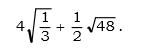 4√(1/3) + 1/2 √48 .